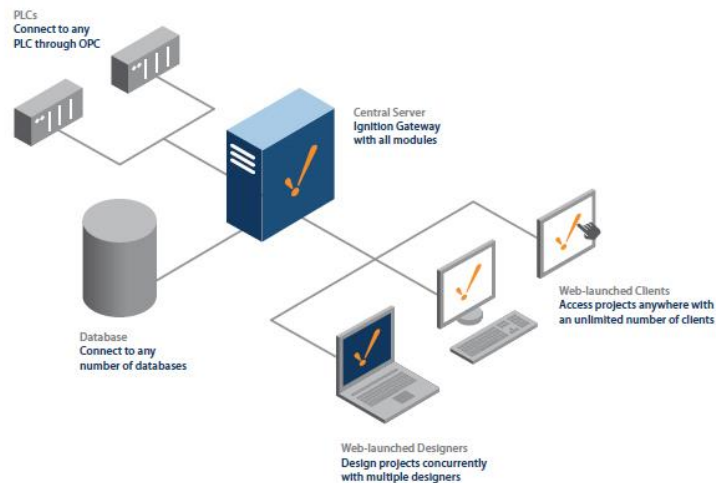 PLCs
Connect to any
PLC through OPC
Central Server
Ignition Gateway
with all modules
Web-launched Clients
Access projects anywhere with
an unlimited number of clients
Database
Connect to any
number of databases
Web-launched Designers
Design projects concurrently
with multiple designers